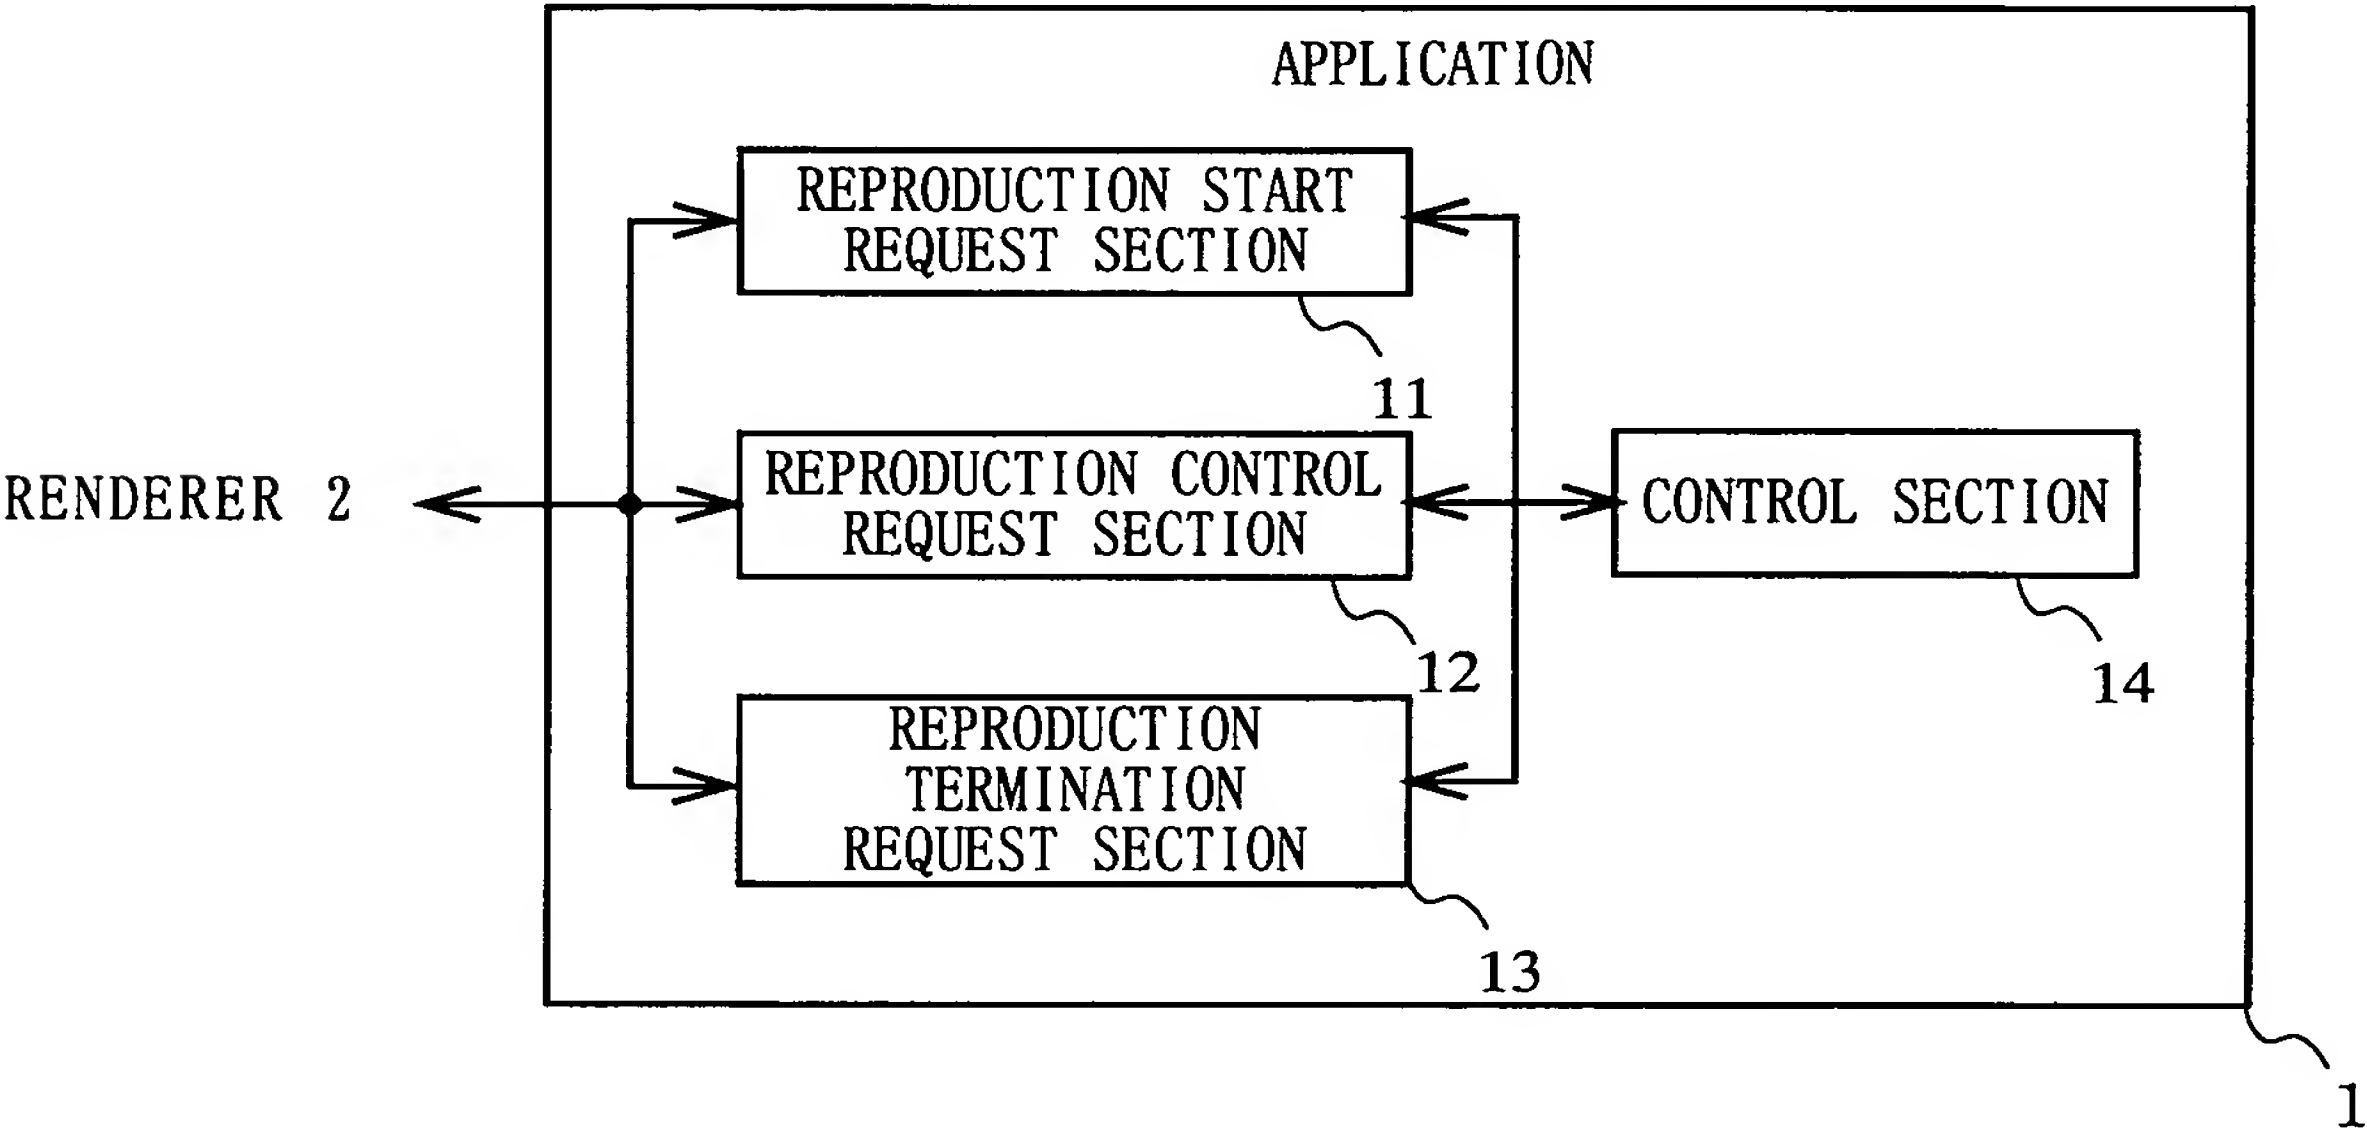 APPLICATION
REPRODUCTION START
REQUEST SECTION
11
RENDERER 2
REPRODUCTION CONTROL
REQUEST SECTION
12
CONTROL SECTION
14
REPRODUCTION
TERMINATION
REQUEST SECTION
13
1